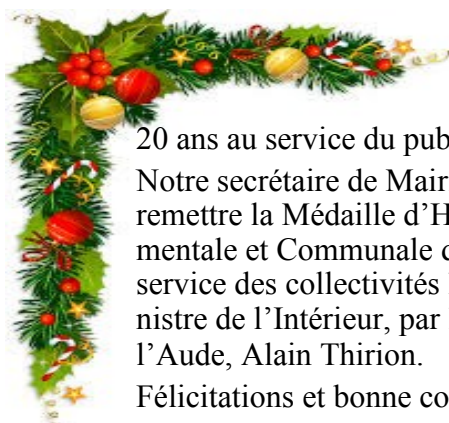 20 ans au service du pub
Notre secrétaire de Mair
remettre la Médaille d’H
mentale et Communale
service des collectivités
nistre de l’Intérieur, par
l’Aude, Alain Thirion.
Félicitations et bonne co